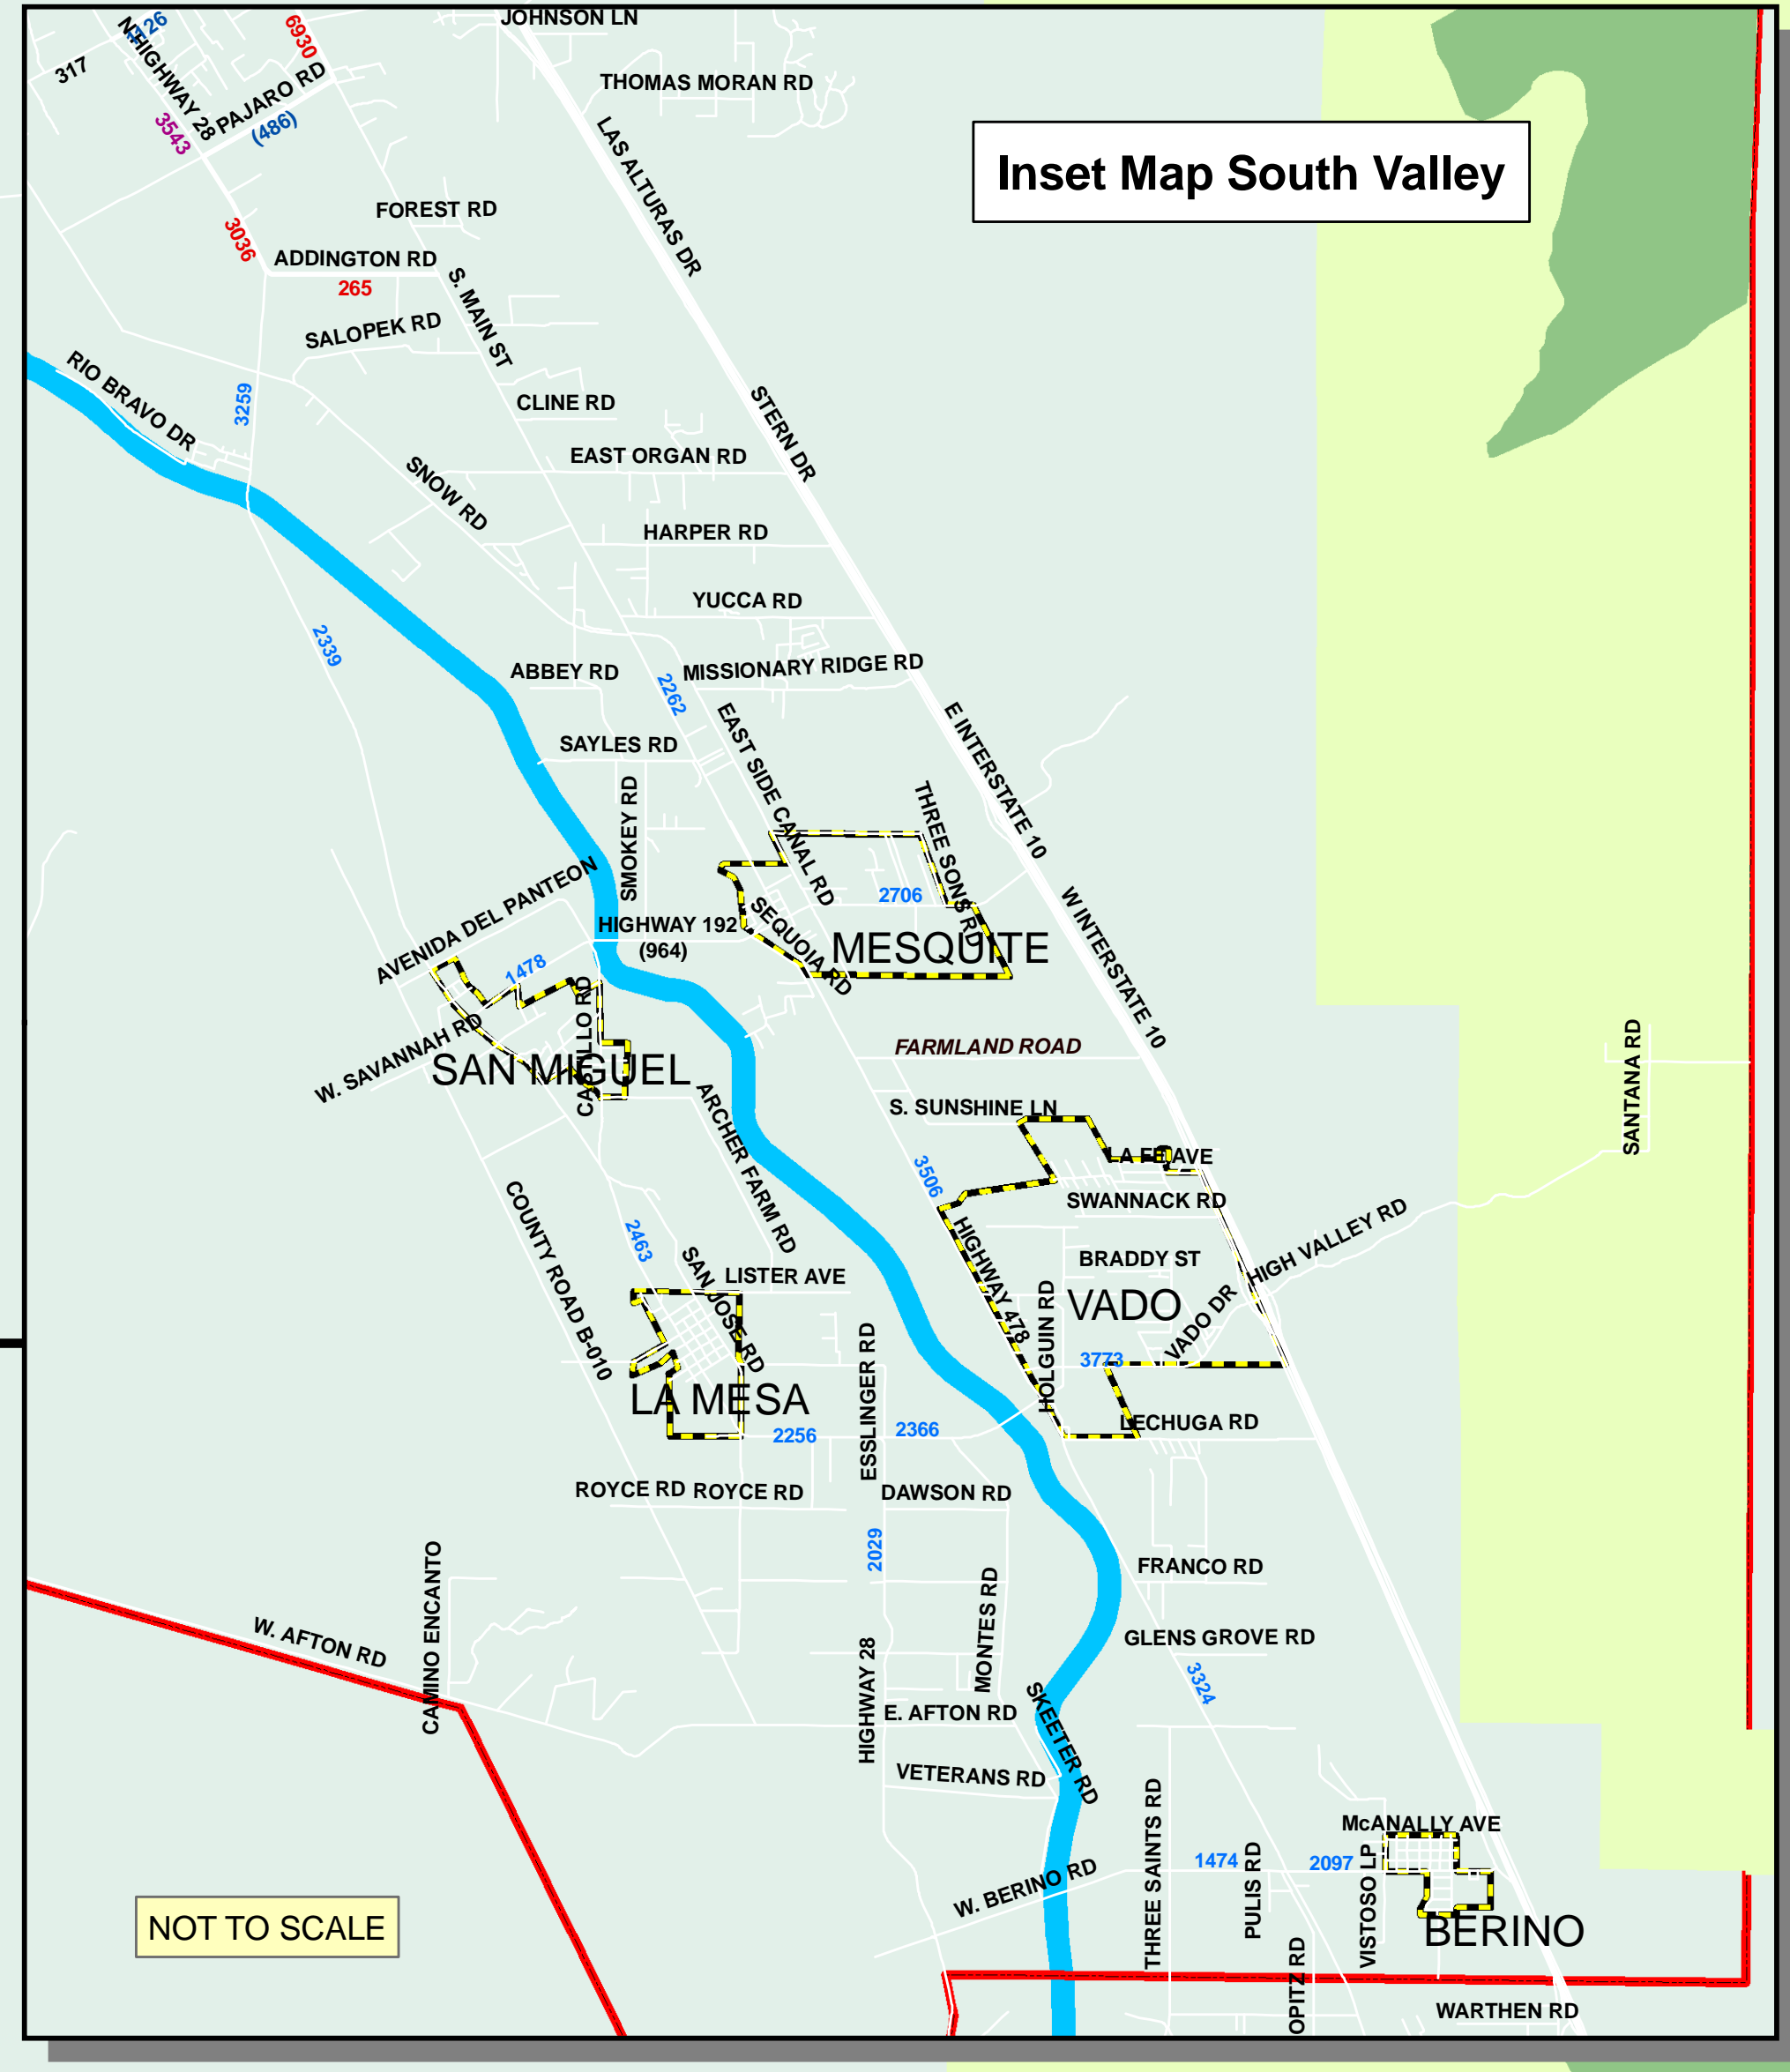 JOHNSON LN
N HIGHWAY 28
6930
317
THOMAS MORAN RD
PAJARO RD
3543
(486)
LAS ALTURAS DR
Inset Map South Valley
FOREST RD
3036
ADDINGTON RD
265
S. MAIN ST
SALOPEK RD
RIO BRAVO DR
3259
CLINE RD
STERN DR
EAST ORGAN RD
SNOW RD
HARPER RD
YUCCA RD
2339
ABBEY RD
2262
MISSIONARY RIDGE RD
EAST SIDE CANAL RD
E INTERSTATE 10
SAYLES RD
SMOKEY RD
THREE SONS RD
AVENIDA DEL PANTEON
2706
W INTERSTATE 10
HIGHWAY 192
(964)
SEQUOIA RD
MESQUITE
1478
CASTILLO RD
W. SAVANNAH RD
SAN MIGUEL
FARMLAND ROAD
SANTANA RD
ARCHER FARM RD
S. SUNSHINE LN
LA FE AVE
3506
SWANNACK RD
COUNTY ROAD B-010
2463
HIGHWAY 478
HIGH VALLEY RD
SAN JOSE RD
LISTER AVE
BRADDY ST
HOLGUIN RD
VADO
VADO DR
ESSLINGER RD
3773
LA MESA
2256
2366
LECHUGA RD
ROYCE RD
ROYCE RD
DAWSON RD
2029
FRANCO RD
CAMINO ENCANTO
W. AFTON RD
MONTES RD
GLENS GROVE RD
HIGHWAY 28
3324
E. AFTON RD
SKEETER RD
VETERANS RD
THREE SAINTS RD
McANALLY AVE
1474
2097
PULIS RD
VISTOSO LP
W. BERINO RD
NOT TO SCALE
BERINO
OPITZ RD
WARTHEN RD